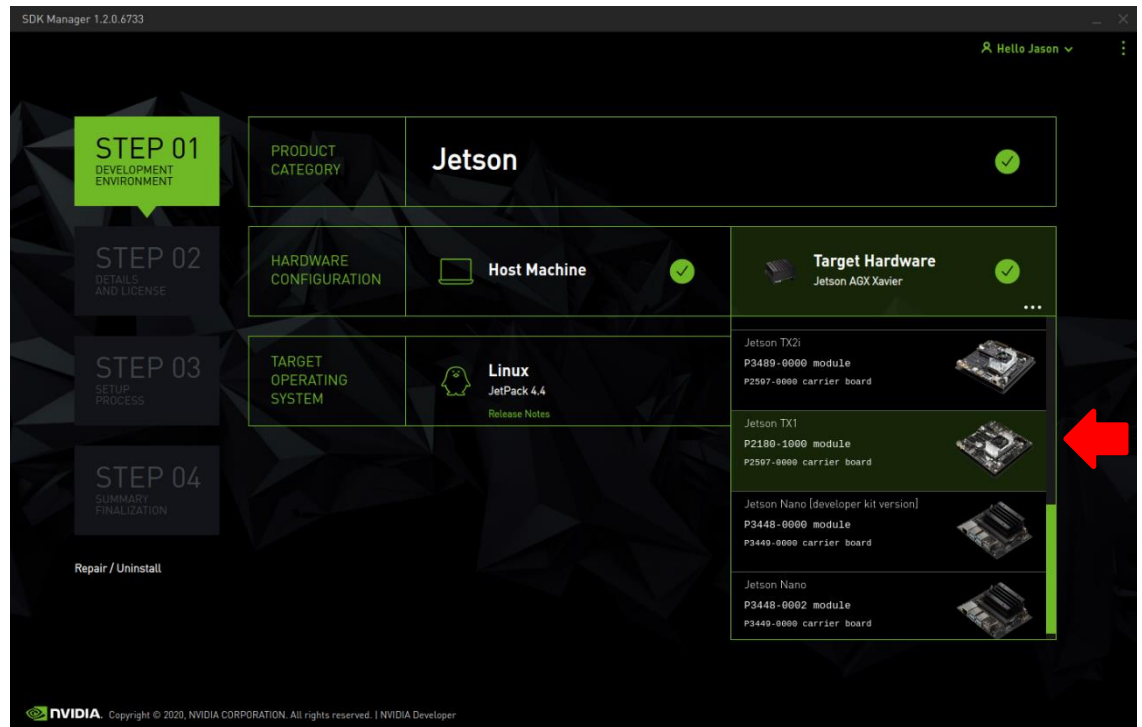 SDK Manager 1.2.0.6733
Hello Jason
STEP 01
DEVELOPMENT
ENVIRONMENT
PRODUCT
CATEGORY
Jetson
STEP 02
DETAILS
AND LICENSE
HARDWARE
CONFIGURATION
Host Machine
Target Hardware
Jetson AGX Xavier
...
STEP 03
SETUP
PROCESS
TARGET
OPERATING
SYSTEM
Linux
JetPack 4.4
Release Notes
Jetson TX2i
P3489-0000 module
P2597-0000 carrier board
Jetson TX1
P2180-1000 module
P2597-0000 carrier board
STEP 04
SUMMARY
FINALIZATION
Jetson Nano [developer kit version]
P3448-0000 module
P3449-0000 carrier board
Repair / Uninstall
Jetson Nano
P3448-0002 module
P3449-0000 carrier board
NVIDIA. Copyright © 2020, NVIDIA CORPORATION. All rights reserved. | NVIDIA Developer